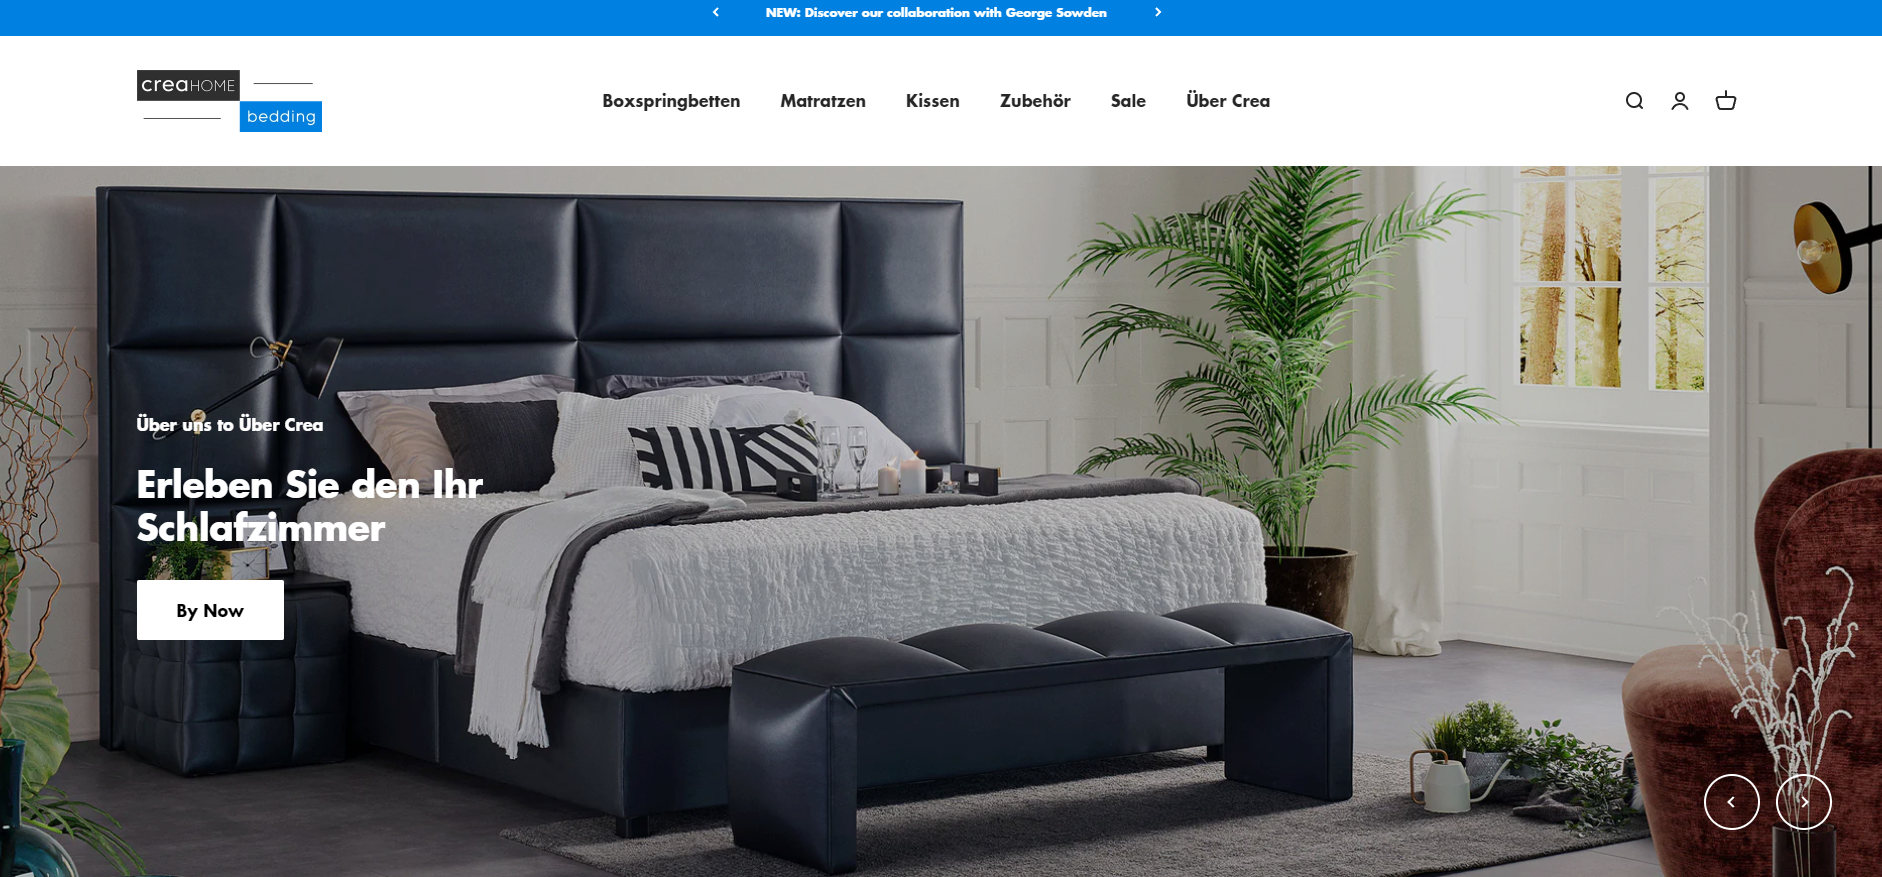 NEW: Discover our collaboration with George Sowden
creaHOME
bedding
Boxspringbetten Matratzen Kissen Zubehör Sale Über Crea
Über uns to Über Crea
Erleben Sie den Ihr
Schlafzimmer
By Now